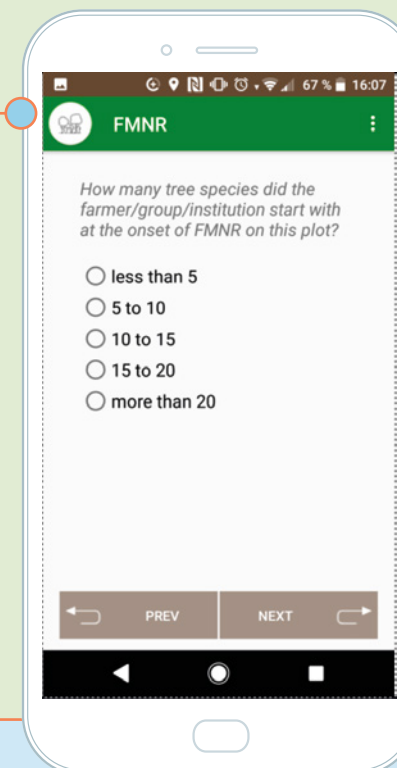 67 % 16:07
FMNR
How many tree species did the
farmer/group/institution start with
at the onset of FMNR on this plot?
less than 5
5 to 10
10 to 15
15 to 20
more than 20
PREV NEXT